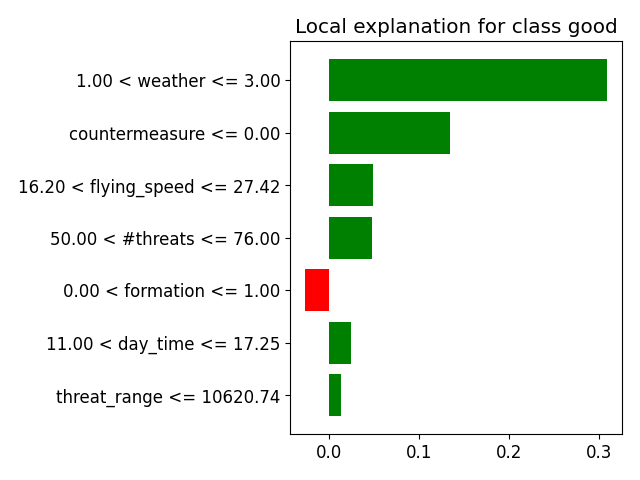 Local explanation for class good
1.00 < weather <= 3.00
countermeasure <= 0.00
16.20 < flying_speed <= 27.42
50.00 < #threats <= 76.00
0.00 < formation <= 1.00
11.00 < day_time <= 17.25
threat_range <= 10620.74
0.0 0.1 0.2 0.3